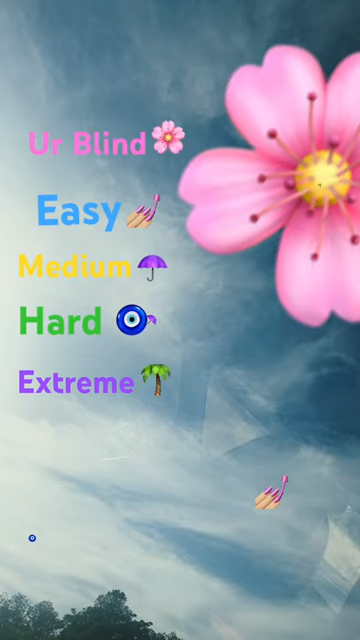 Ur Blind🌸
Easy💅
Medium☂️
Hard🧿
Extreme🌴